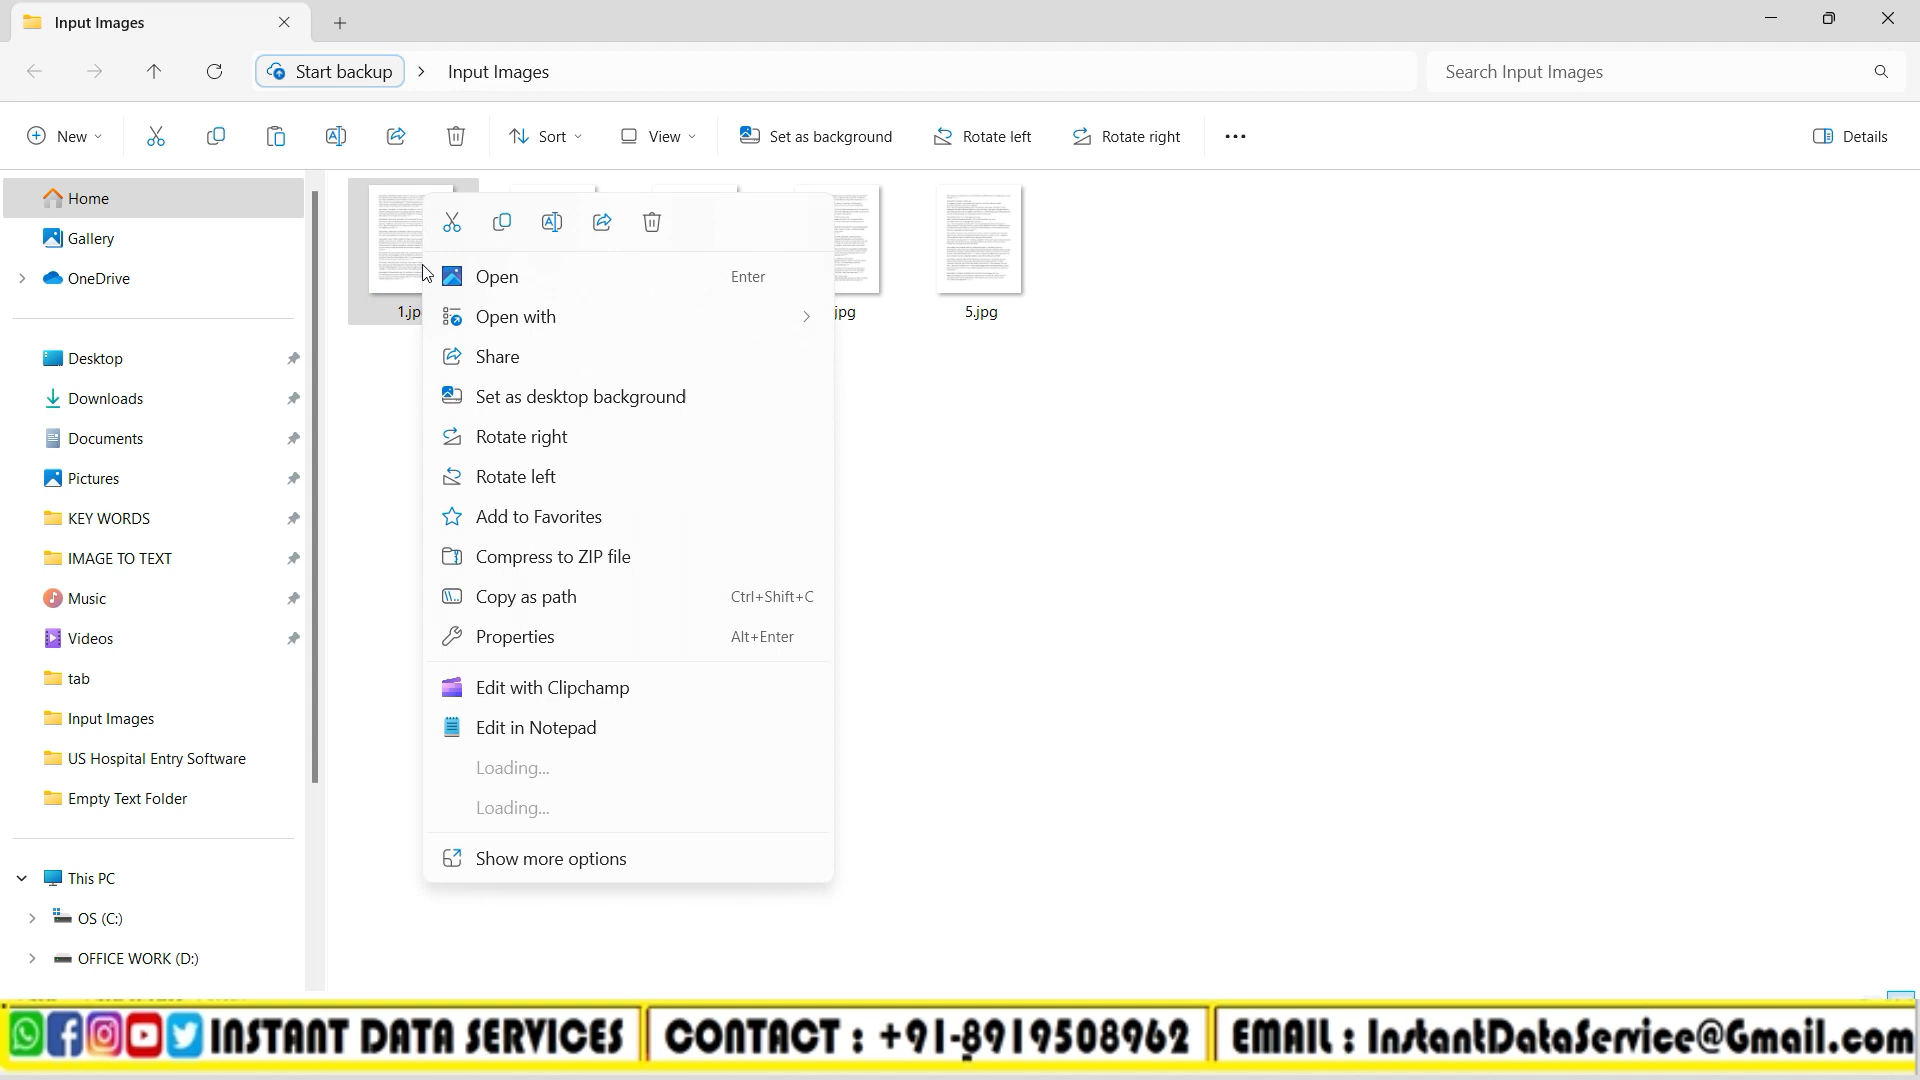 Input Images
Start backup > Input Images
Search Input Images
New
Sort
View
Set as background
Rotate left
Rotate right
Details
Home
Gallery
OneDrive
Desktop
Downloads
Documents
Pictures
KEY WORDS
IMAGE TO TEXT
Music
Videos
tab
Input Images
US Hospital Entry Software
Empty Text Folder
This PC
OS (C:)
OFFICE WORK (D:)
1.jp
jpg
5.jpg
Open Enter
Open with
Share
Set as desktop background
Rotate right
Rotate left
Add to Favorites
Compress to ZIP file
Copy as path Ctrl+Shift+C
Properties Alt+Enter
Edit with Clipchamp
Edit in Notepad
Loading...
Loading...
Show more options
INSTANT DATA SERVICES CONTACT : +91-8919508962 EMAIL : InstantDataService@Gmail.com